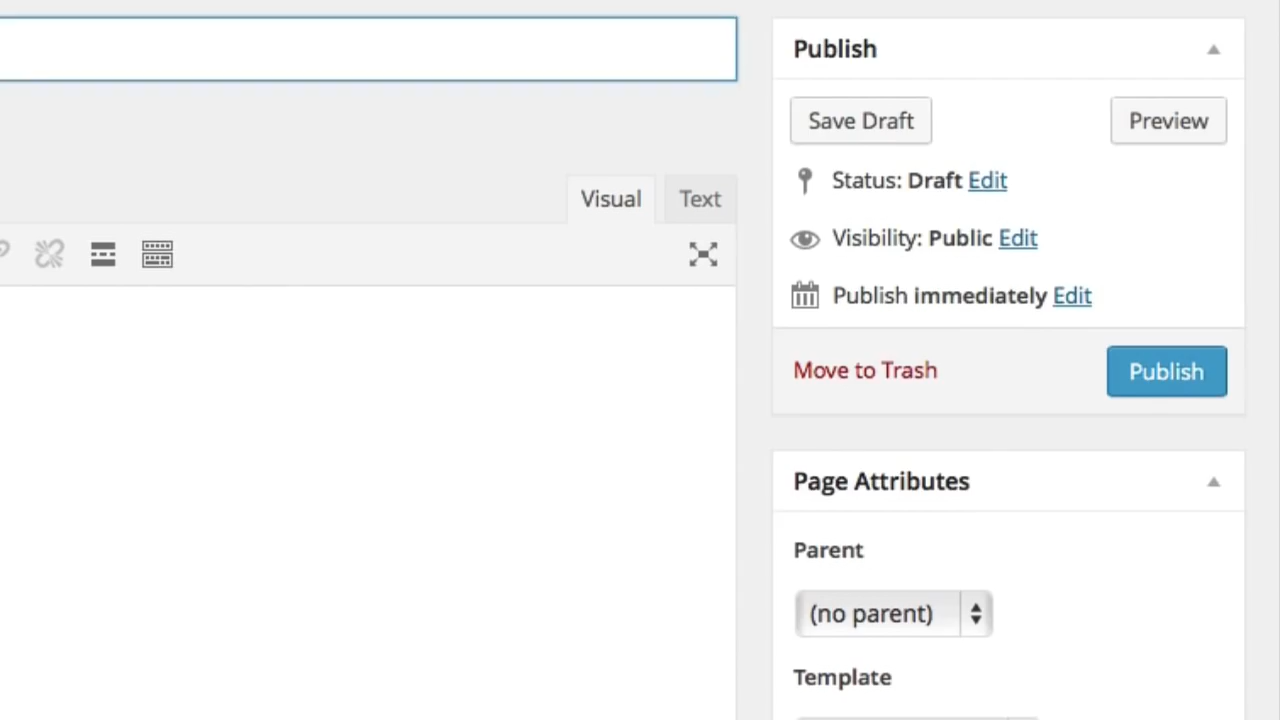 Publish
Save Draft
Preview
Status: Draft Edit
Visual
Text
Visibility: Public Edit
Publish immediately Edit
Move to Trash
Publish
Page Attributes
Parent
(no parent)
Template